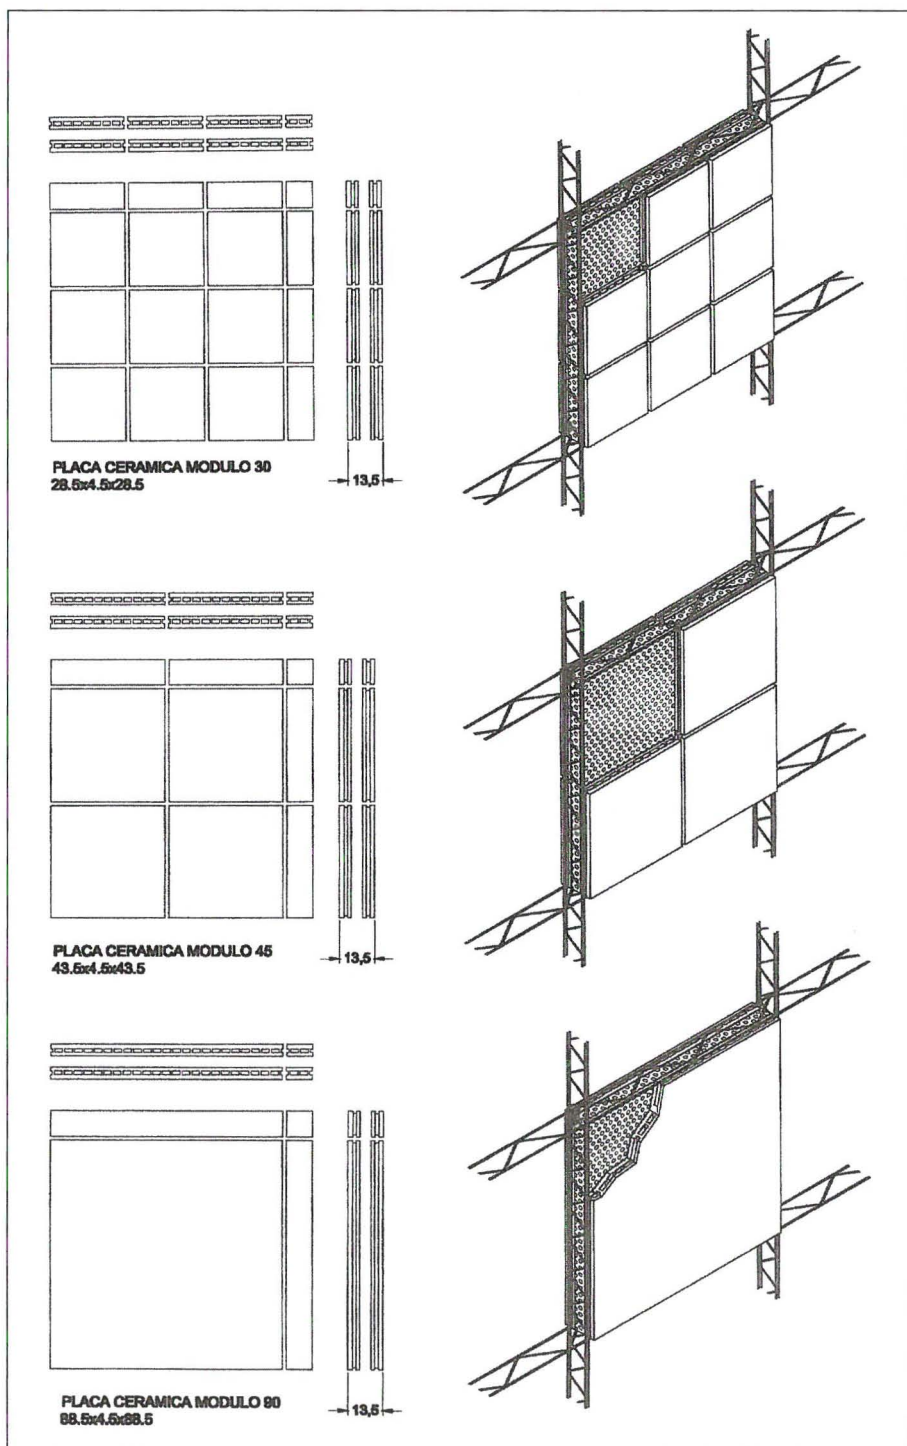 PLACA CERAMICA MODULO 30
28.5x4.5x28.5
13,5
PLACA CERAMICA MODULO 45
43.5x4.5x43.5
13,5
PLACA CERAMICA MODULO 90
88.5x4.5x88.5
13,5